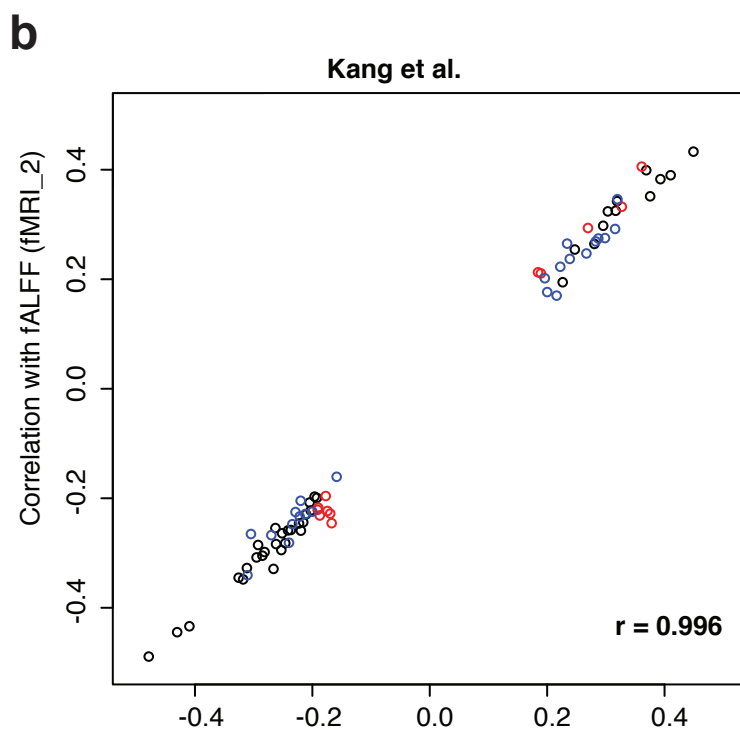 b
Kang et al.
Correlation with fALFF (fMRI_2)
0.4
0.2
0.0
-0.2
-0.4
r = 0.996
-0.4 -0.2 0.0 0.2 0.4